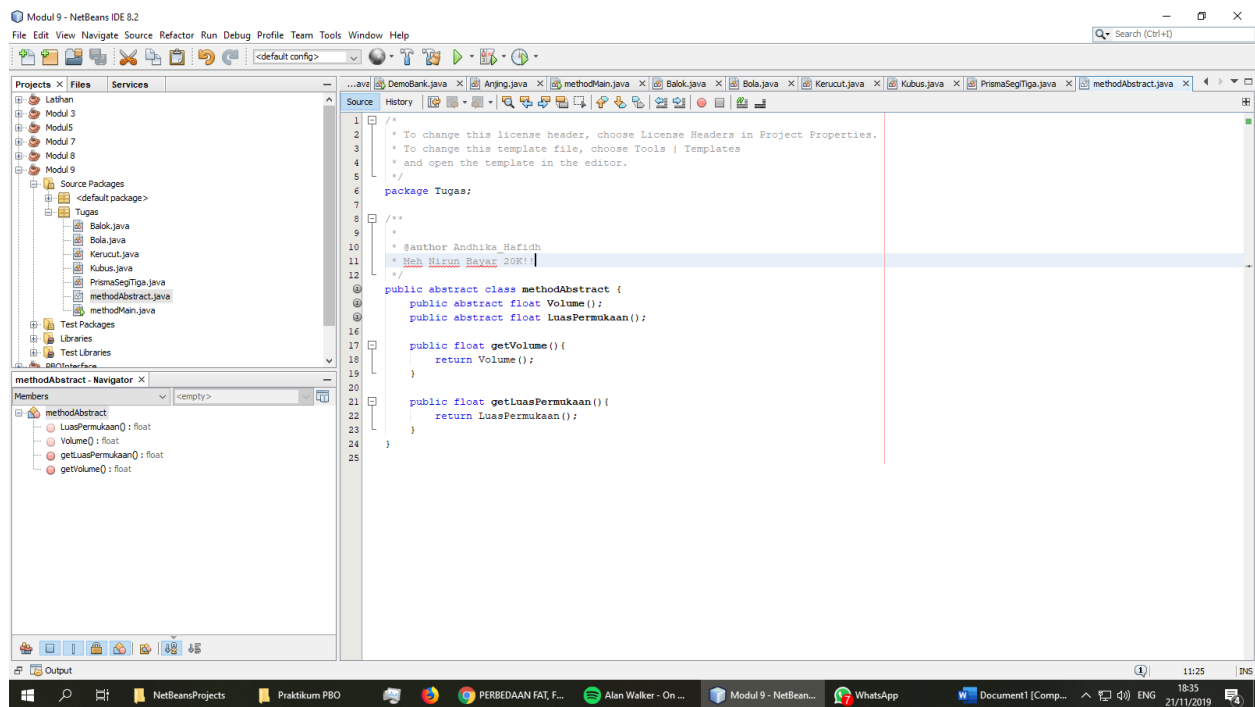 Modul 9 - NetBeans IDE 8.2
File Edit View Navigate Source Refactor Run Debug Profile Team Tools Window Help
Search (Ctrl+I)
<default config>
Projects Files Services
Lathan
Modul 3
Modul5
Modul 7
Modul 8
Modul 9
Source Packages
<default package>
Tugas
Balok.java
Bola.java
Kerucut.java
Kubus.java
PrismaSegiTiga.java
methodAbstract.java
methodMain.java
Test Packages
Libraries
Test Libraries
PBOInterface
methodAbstract - Navigator
Members <empty>
methodAbstract
LuasPermukaan() : float
Volume() : float
getLuasPermukaan() : float
getVolume() : float
...ava DemoBank.java Anjing.java methodMain.java Balok.java Bola.java Kerucut.java Kubus.java PrismaSegiTiga.java methodAbstract.java
Source History
1 /*
2 * To change this license header, choose License Headers in Project Properties.
3 * To change this template file, choose Tools | Templates
4 * and open the template in the editor.
5 */
6 package Tugas;
7
8 /**
9 *
10 * @author Andhika_Hafidh
11 * Meh Nirun Bayar 20K!!
12 */
public abstract class methodAbstract {
public abstract float Volume();
public abstract float LuasPermukaan();
16
17 public float getVolume(){
18 return Volume();
19 }
20
21 public float getLuasPermukaan(){
22 return LuasPermukaan();
23 }
24 }
25
Output
1 11:25 INS
NetBeansProjects Praktikum PBO PERBEDAAN FAT, F... Alan Walker - On ... Modul 9 - NetBean... 7 WhatsApp Document1 [Comp... ENG 18:35
21/11/2019 4